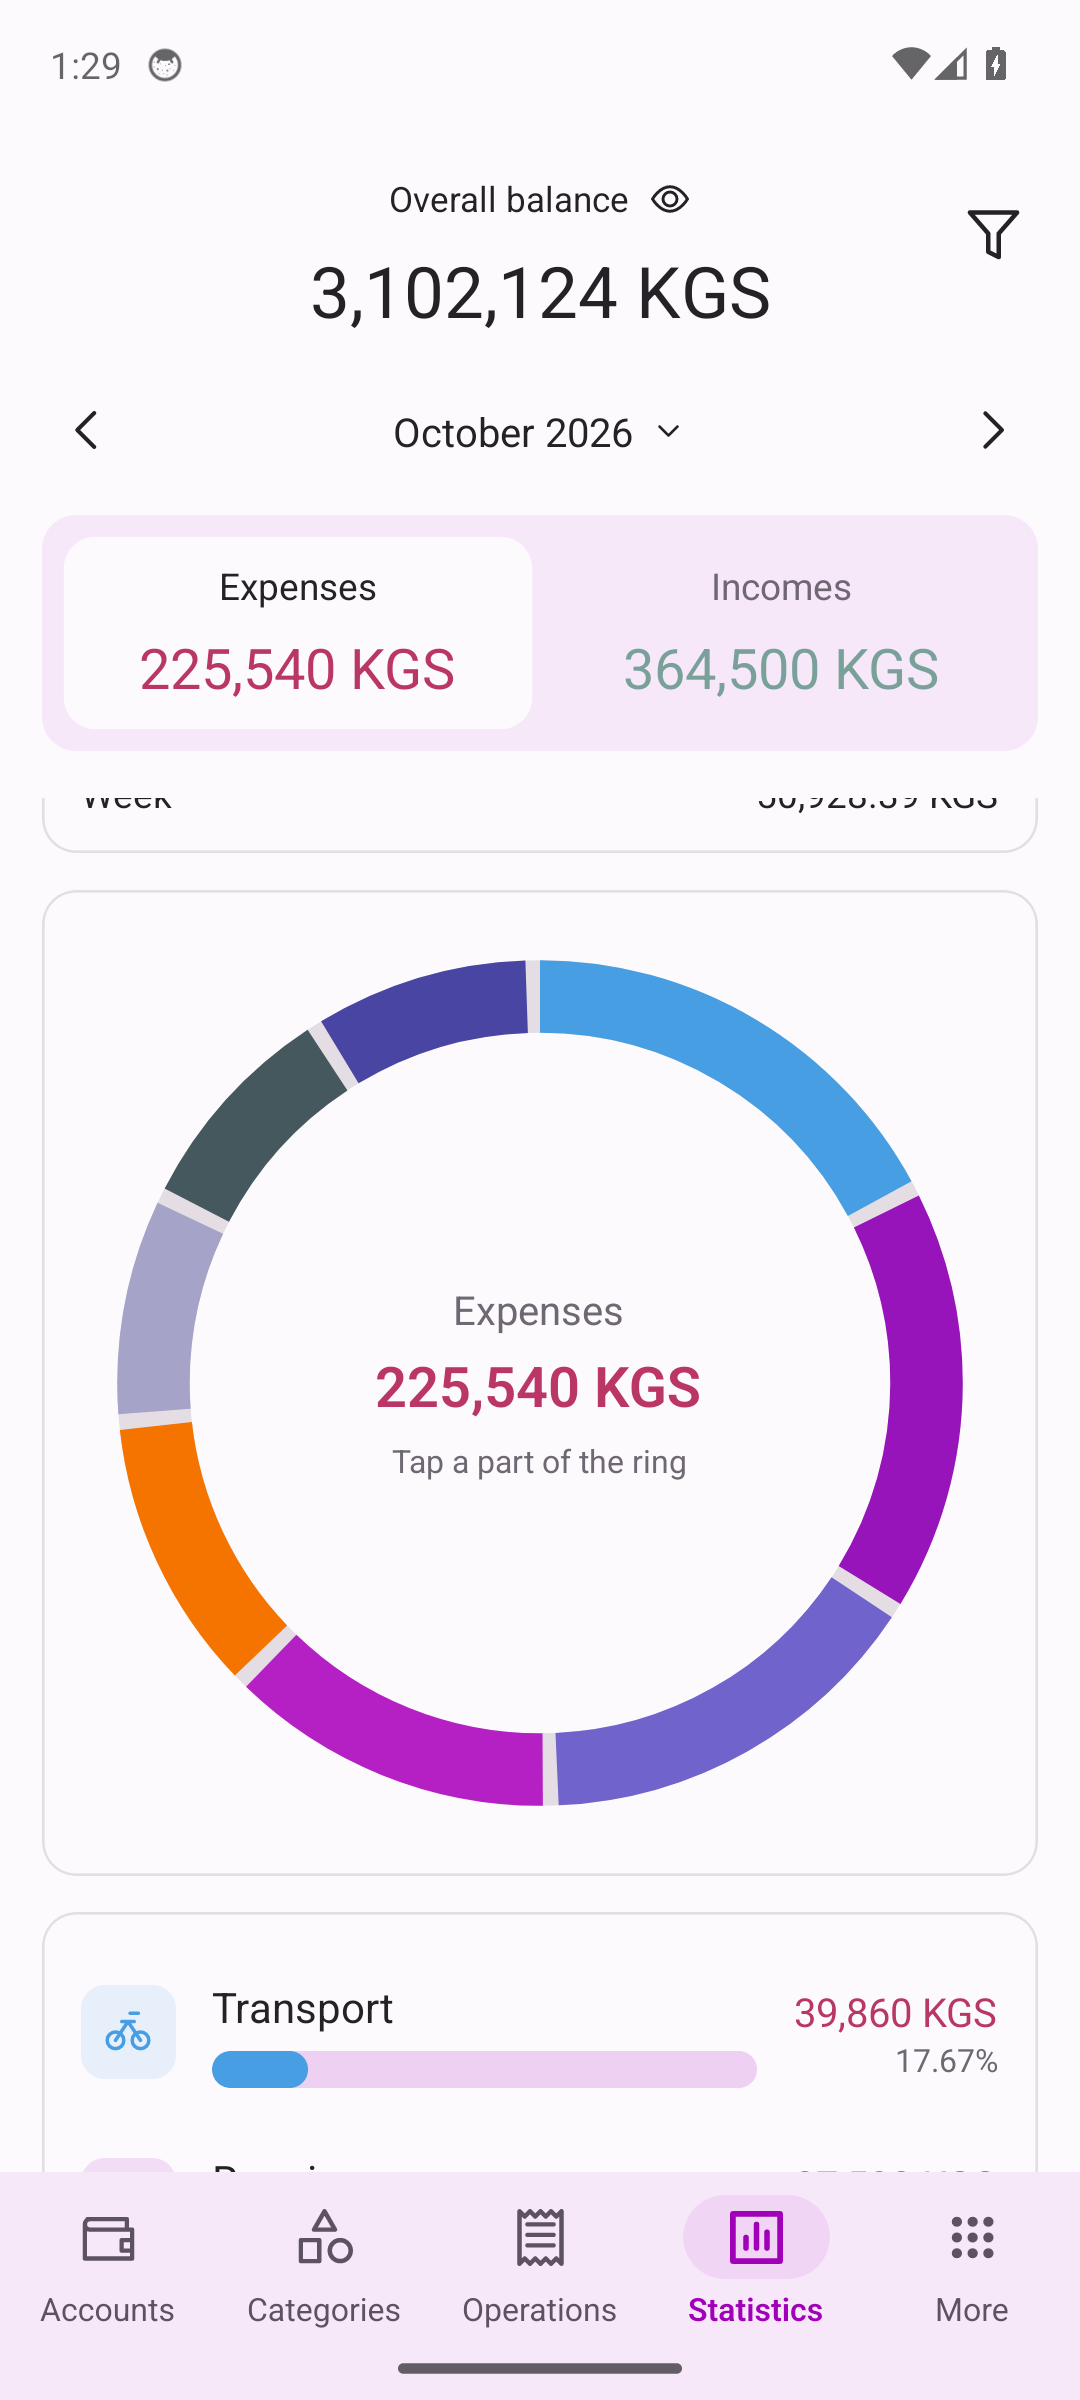 1:29
Overall balance
3,102,124 KGS
October 2026
Expenses
Incomes
225,540 KGS
364,500 KGS
Week
Expenses
225,540 KGS
Tap a part of the ring
Transport
39,860 KGS
17.67%
Accounts
Categories
Operations
Statistics
More